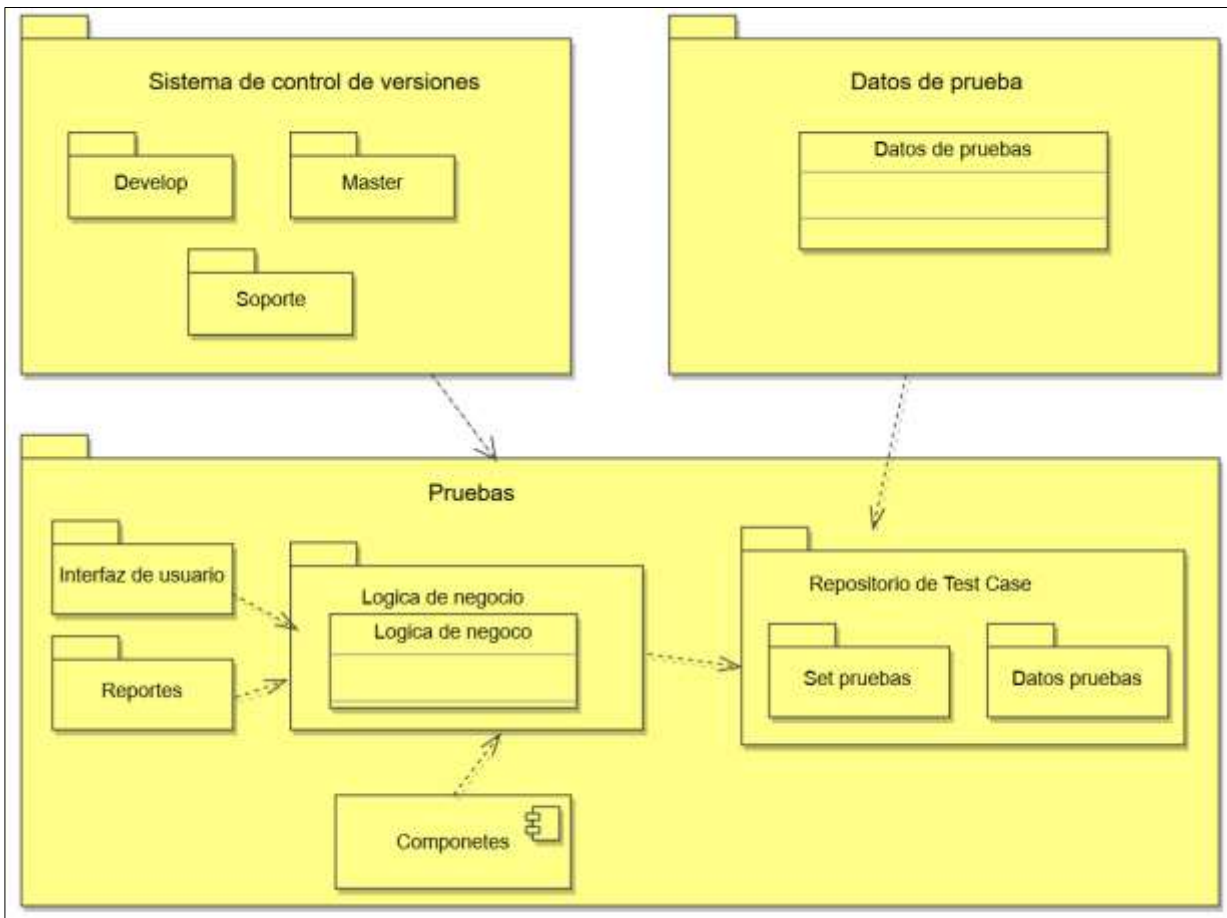 Sistema de control de versiones
Develop
Master
Soporte
Datos de prueba
Datos de pruebas
Pruebas
Interfaz de usuario
Reportes
Logica de negocio
Logica de negoco
Componetes
Repositorio de Test Case
Set pruebas
Datos pruebas